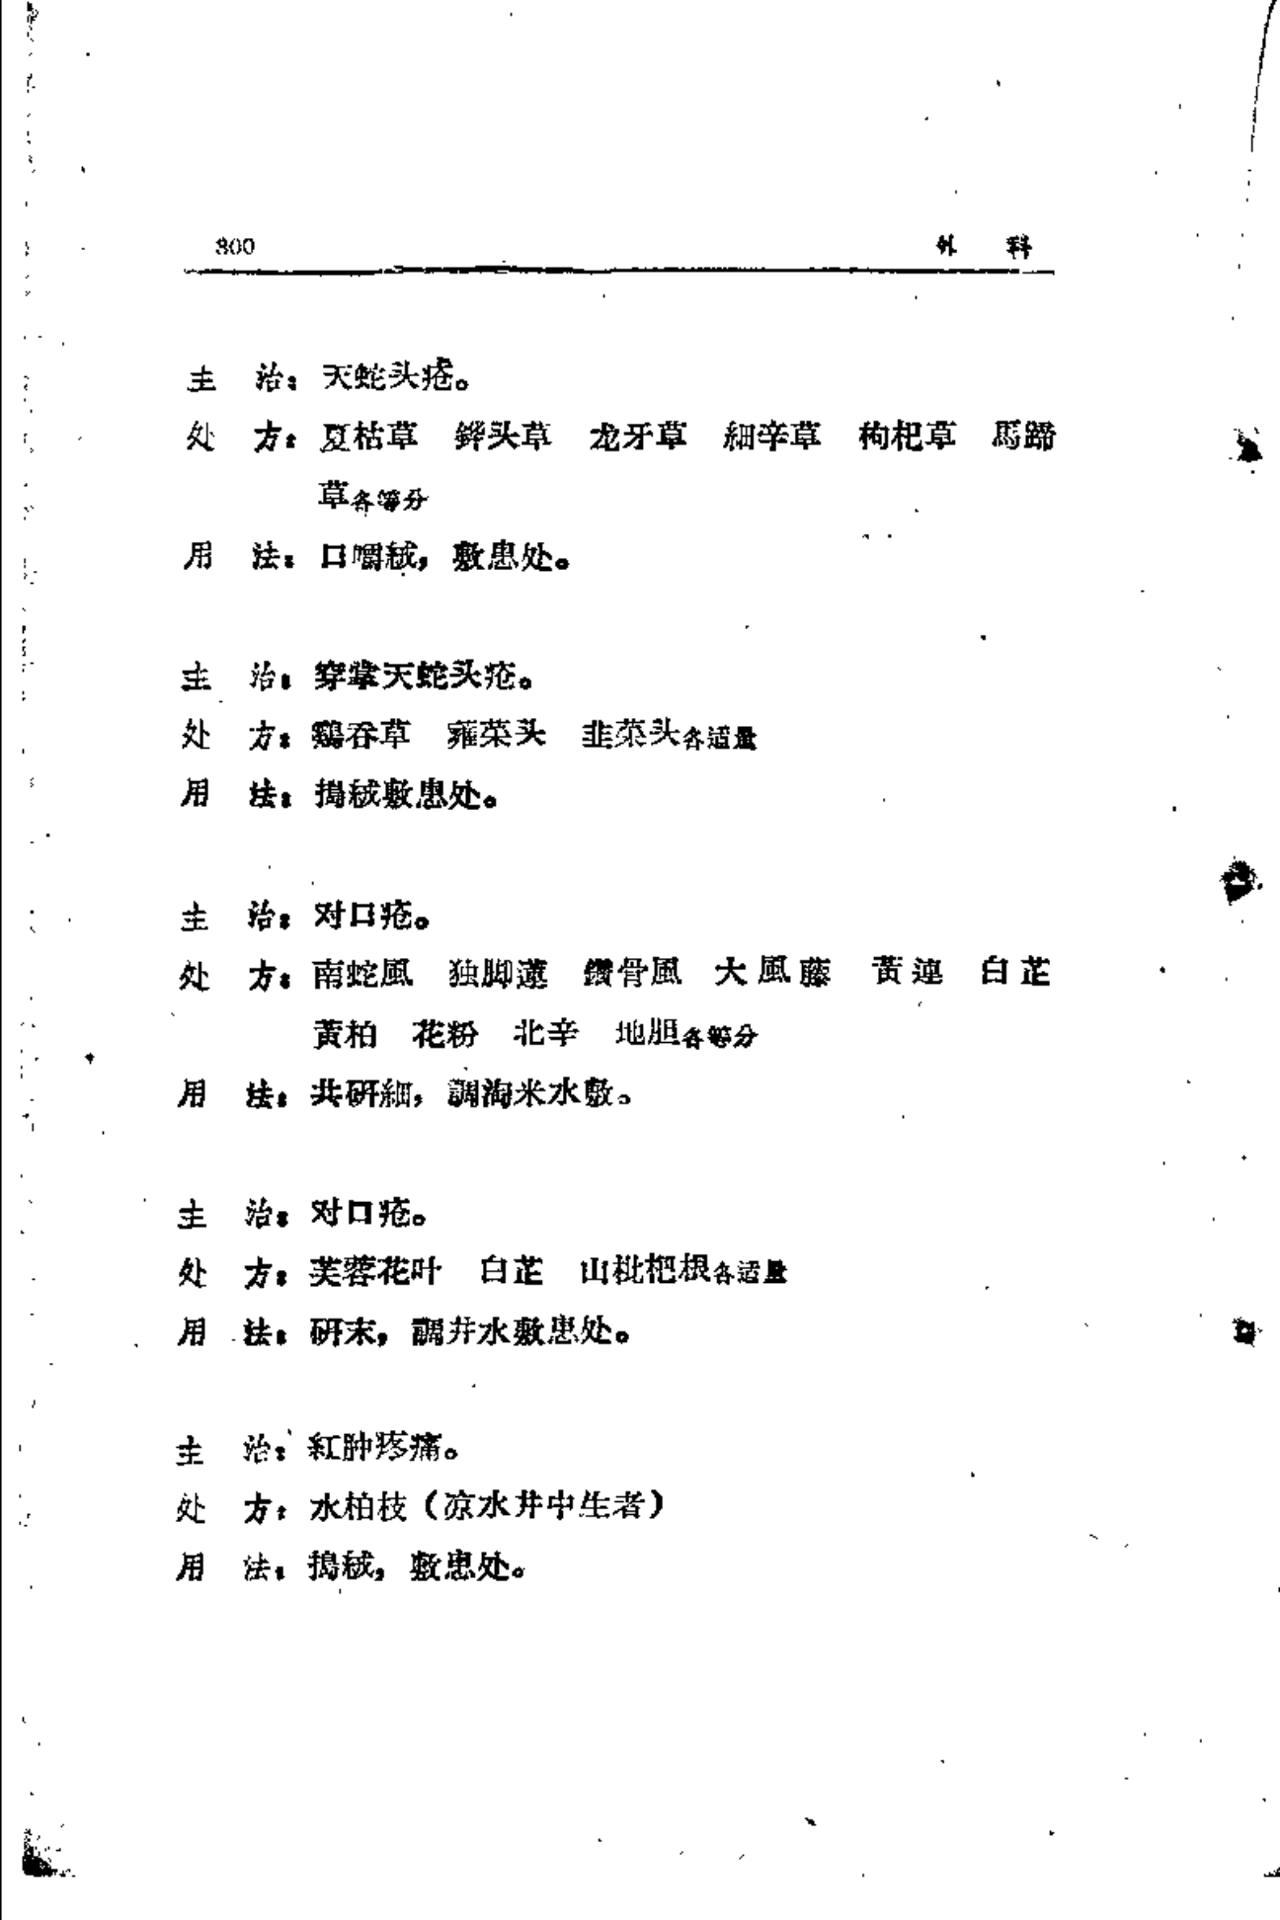 300 外 科
主 治：天蛇头疮。
处 方：夏枯草 铧头草 龙牙草 細辛草 枸杞草 馬蹄
草各等分
用 法：口嚼絨，敷患处。
主 治：穿掌天蛇头疮。
处 方：鷄吞草 蕹菜头 韭菜头各适量
用 法：搗絨敷患处。
主 治：对口疮。
处 方：南蛇風 独脚蓮 鑽骨風 大風藤 黃連 白芷
黃柏 花粉 北辛 地胆各等分
用 法：共研細，調淘米水敷。
主 治：对口疮。
处 方：芙蓉花叶 白芷 山枇杷根各适量
用 法：研末，調井水敷患处。
主 治：紅肿疼痛。
处 方：水柏枝（凉水井中生者）
用 法：搗絨，敷患处。